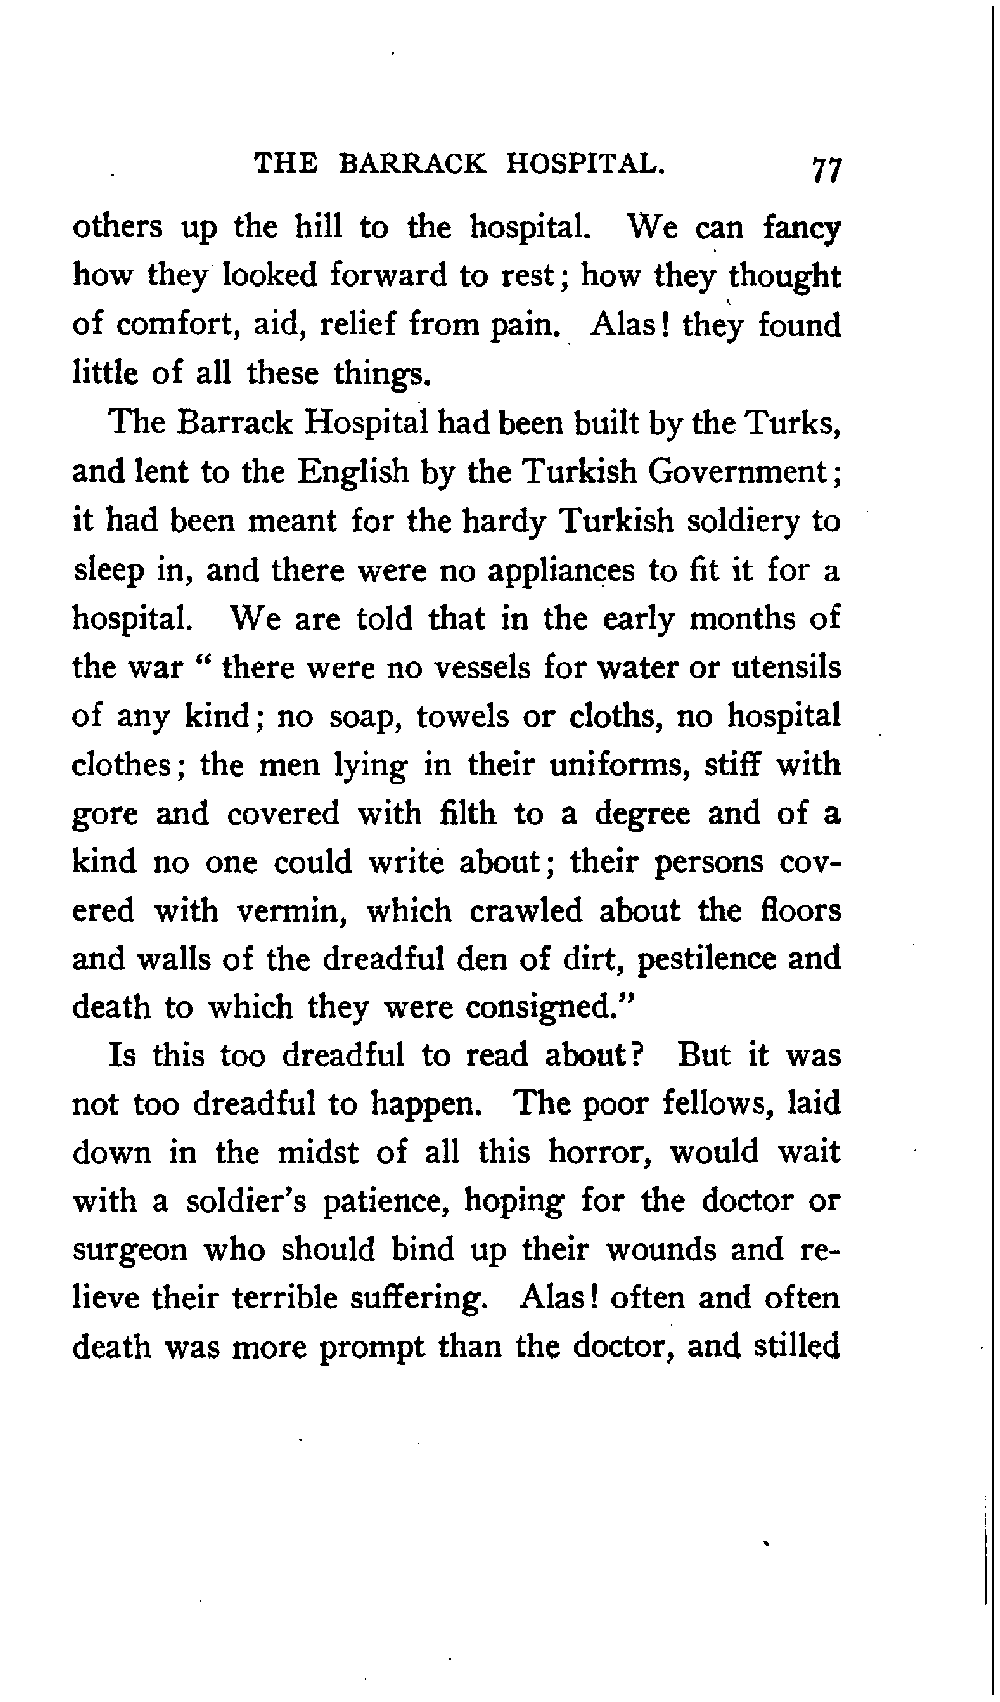 THE BARRACK HOSPITAL. 77
others up the hill to the hospital. We can fancy
how they looked forward to rest; how they thought
of comfort, aid, relief from pain. Alas! they found
little of all these things.
The Barrack Hospital had been built by the Turks,
and lent to the English by the Turkish Government;
it had been meant for the hardy Turkish soldiery to
sleep in, and there were no appliances to fit it for a
hospital. We are told that in the early months of
the war “ there were no vessels for water or utensils
of any kind; no soap, towels or cloths, no hospital
clothes; the men lying in their uniforms, stiff with
gore and covered with filth to a degree and of a
kind no one could write about; their persons cov-
ered with vermin, which crawled about the floors
and walls of the dreadful den of dirt, pestilence and
death to which they were consigned.”
Is this too dreadful to read about? But it was
not too dreadful to happen. The poor fellows, laid
down in the midst of all this horror, would wait
with a soldier's patience, hoping for the doctor or
surgeon who should bind up their wounds and re-
lieve their terrible suffering. Alas! often and often
death was more prompt than the doctor, and stilled